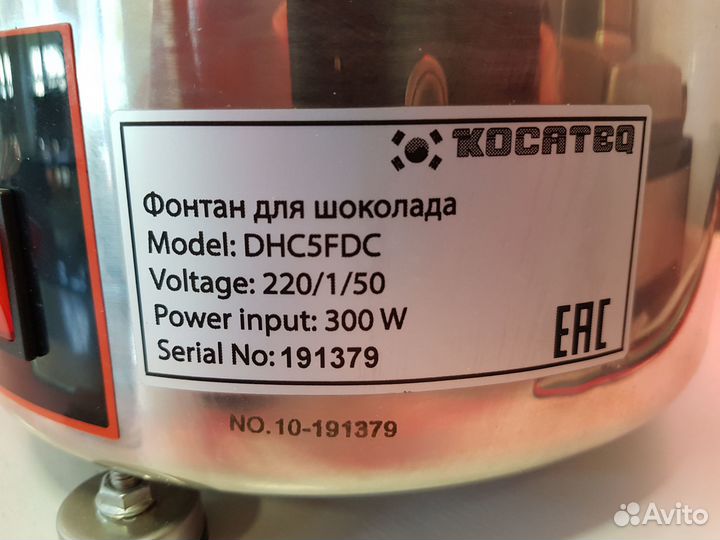 KOCATEQ
Фонтан для шоколада
Model: DHC5FDC
Voltage: 220/1/50
Power input: 300 W
Serial No: 191379
EAC
NO.10-191379
Avito